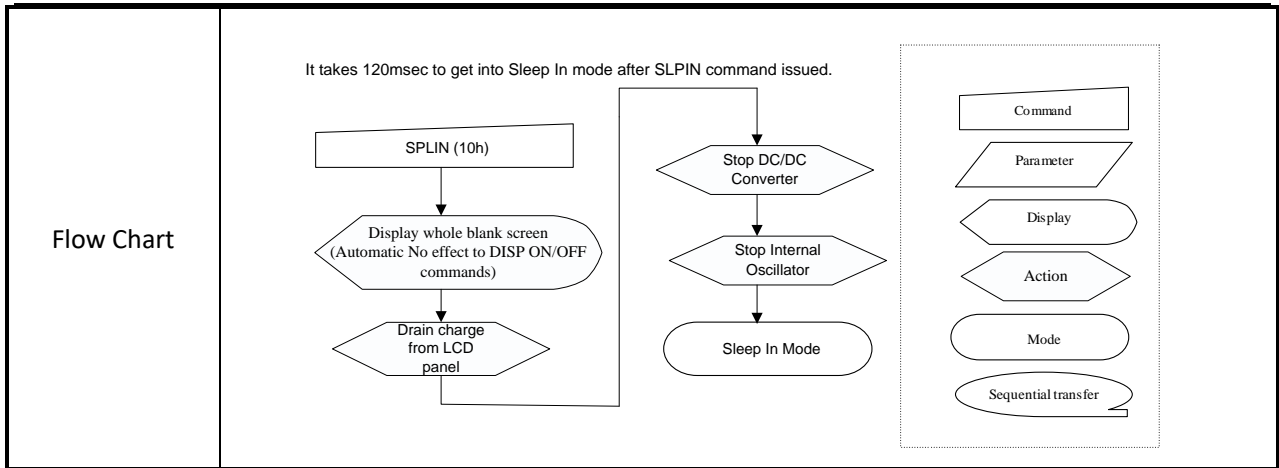 Flow Chart
It takes 120msec to get into Sleep In mode after SLPIN command issued.
SPLIN (10h)
Display whole blank screen
(Automatic No effect to DISP ON/OFF
commands)
Drain charge
from LCD
panel
Stop DC/DC
Converter
Stop Internal
Oscillator
Sleep In Mode
Command
Parameter
Display
Action
Mode
Sequential transfer